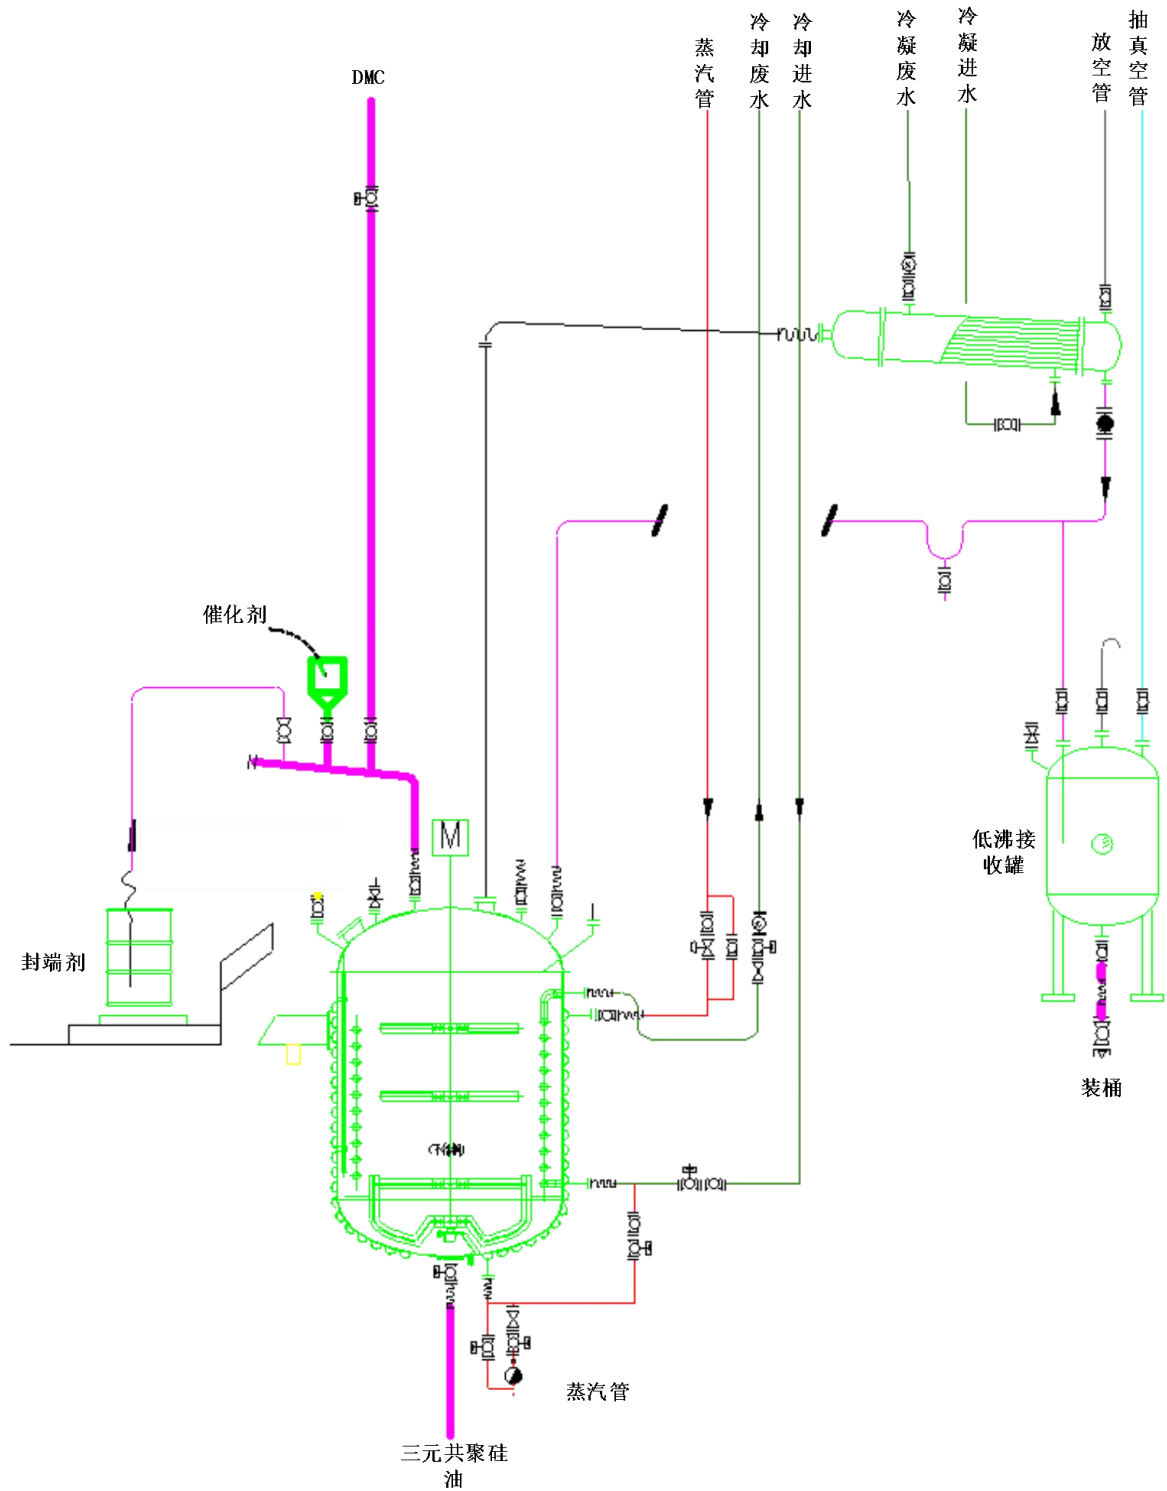 DMC
蒸汽管
冷却废水
冷却进水
冷凝废水
冷凝进水
放空管
抽真空管
催化剂
M
封端剂
低沸接
收罐
装桶
蒸汽管
三元共聚硅
油